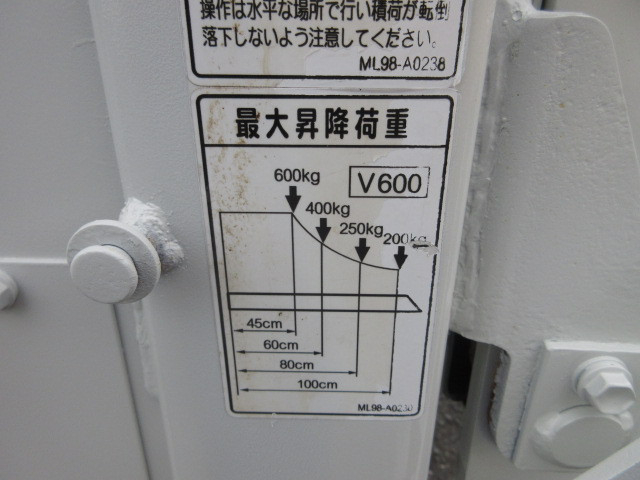 操作は水平な場所で行い積荷が転倒
落下しないよう注意してください。
ML98-A0238
最大昇降荷重
600kg
V600
400kg
250kg
200kg
45cm
60cm
80cm
100cm